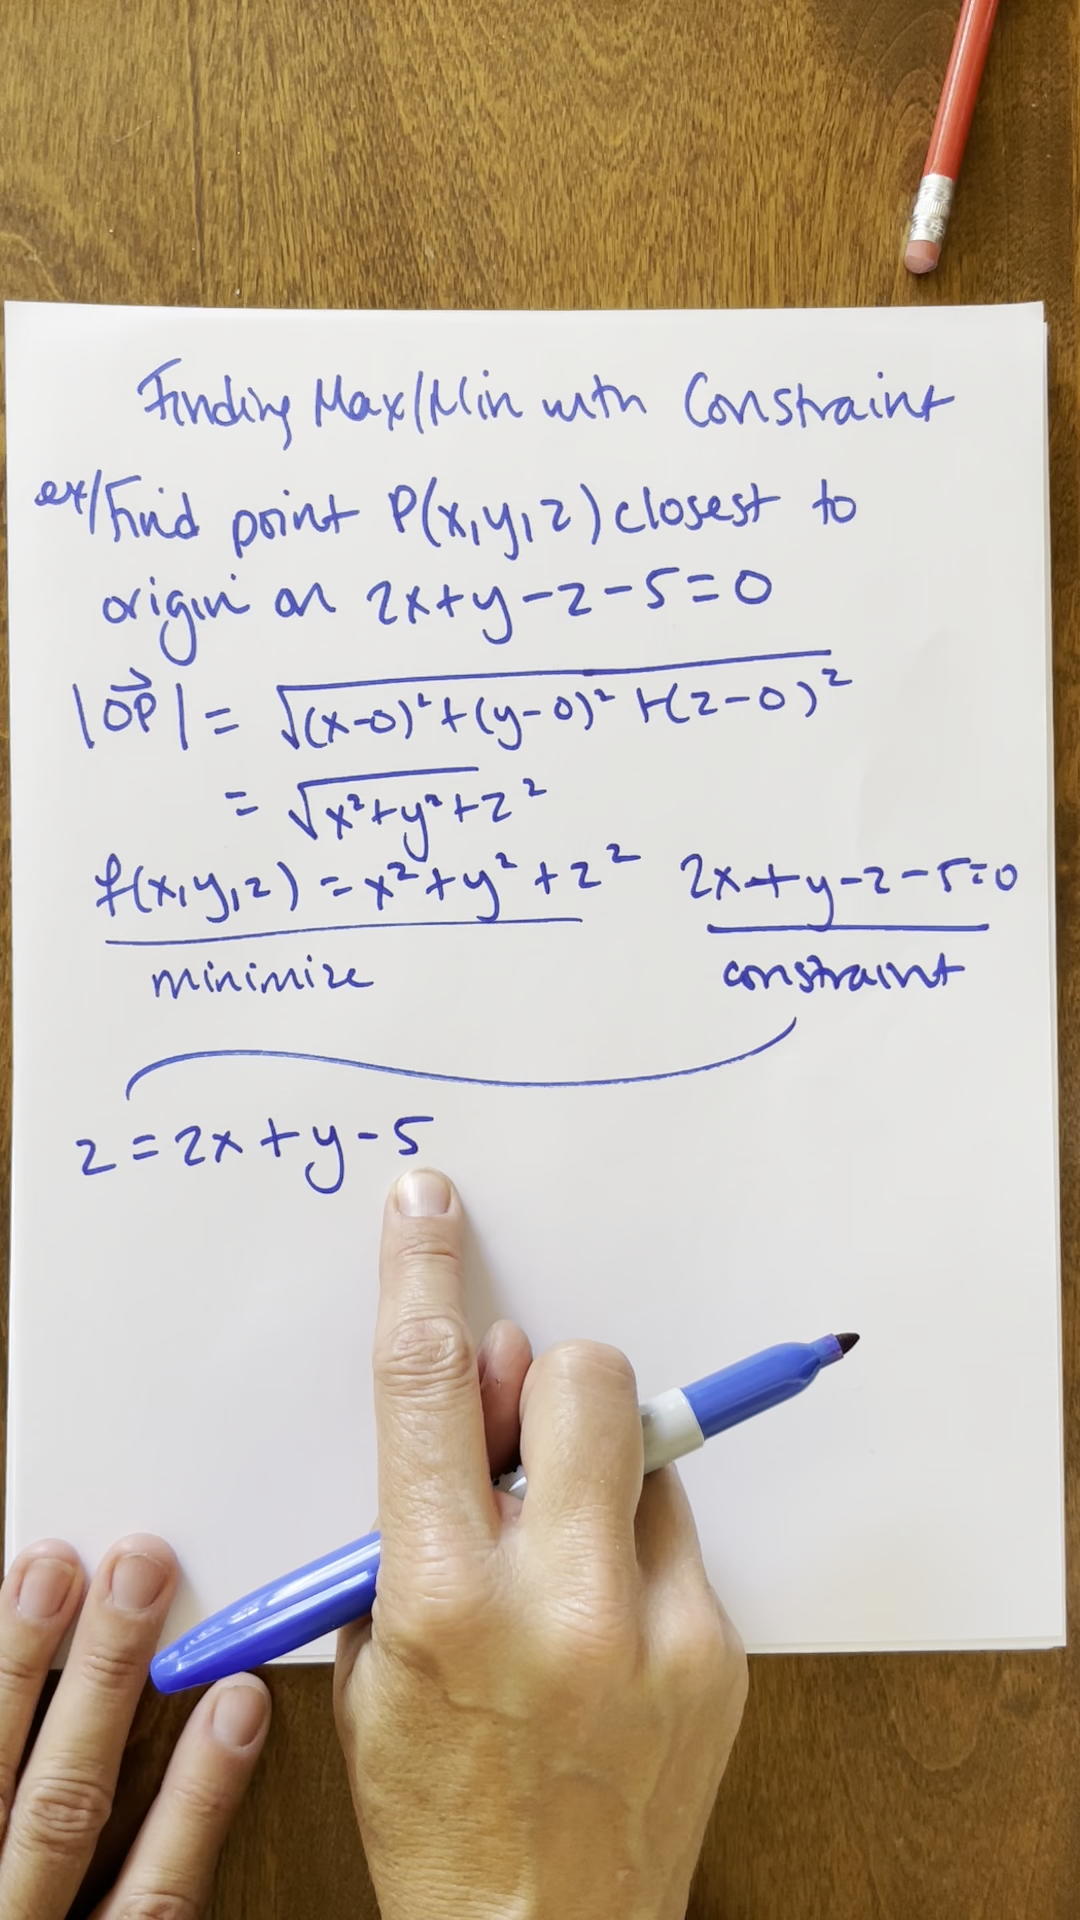 Finding Max/Min with Constraint
ex/Find point P(x,y,z) closest to
origin on 2x+y-z-5=0
|OP⃗| = √(x-0)²+(y-0)²+(z-0)²
= √x²+y²+z²
f(x,y,z) = x²+y²+z² 2x+y-z-5=0
minimize constraint
z=2x+y-5